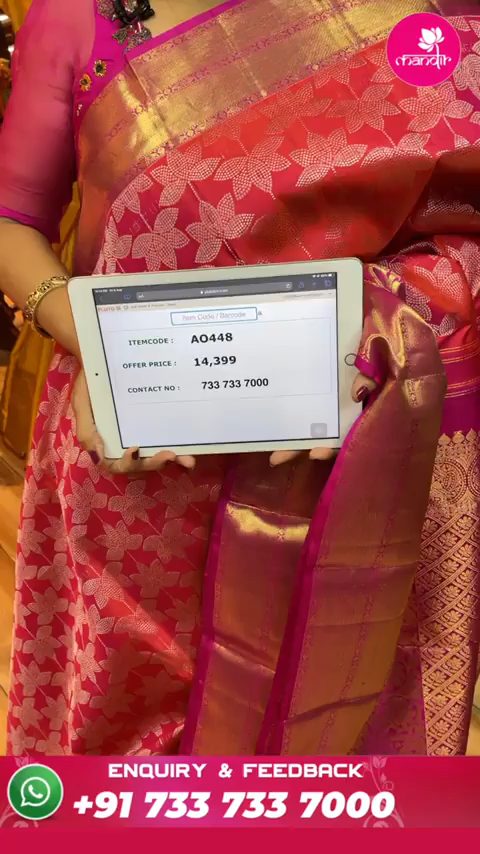 mandir
Item Code / Barcode
ITEMCODE : AO448
OFFER PRICE : 14,399
CONTACT NO : 733 733 7000
ENQUIRY & FEEDBACK
+91 733 733 7000